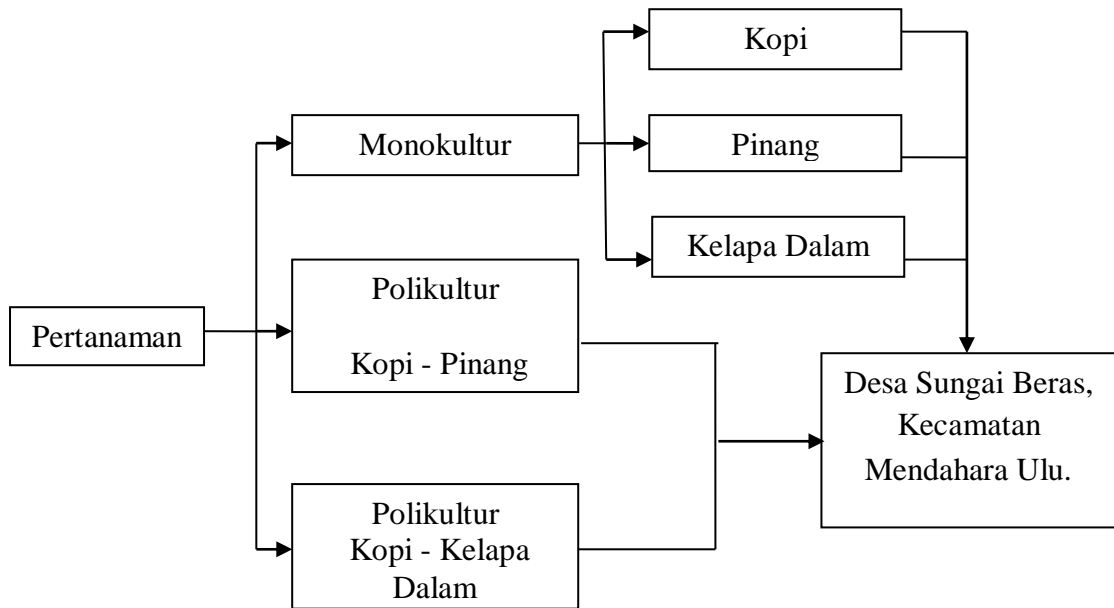 Kopi
Monokultur
Pinang
Kelapa Dalam
Pertanaman
Polikultur
Kopi - Pinang
Desa Sungai Beras,
Kecamatan
Mendahara Ulu.
Polikultur
Kopi - Kelapa
Dalam